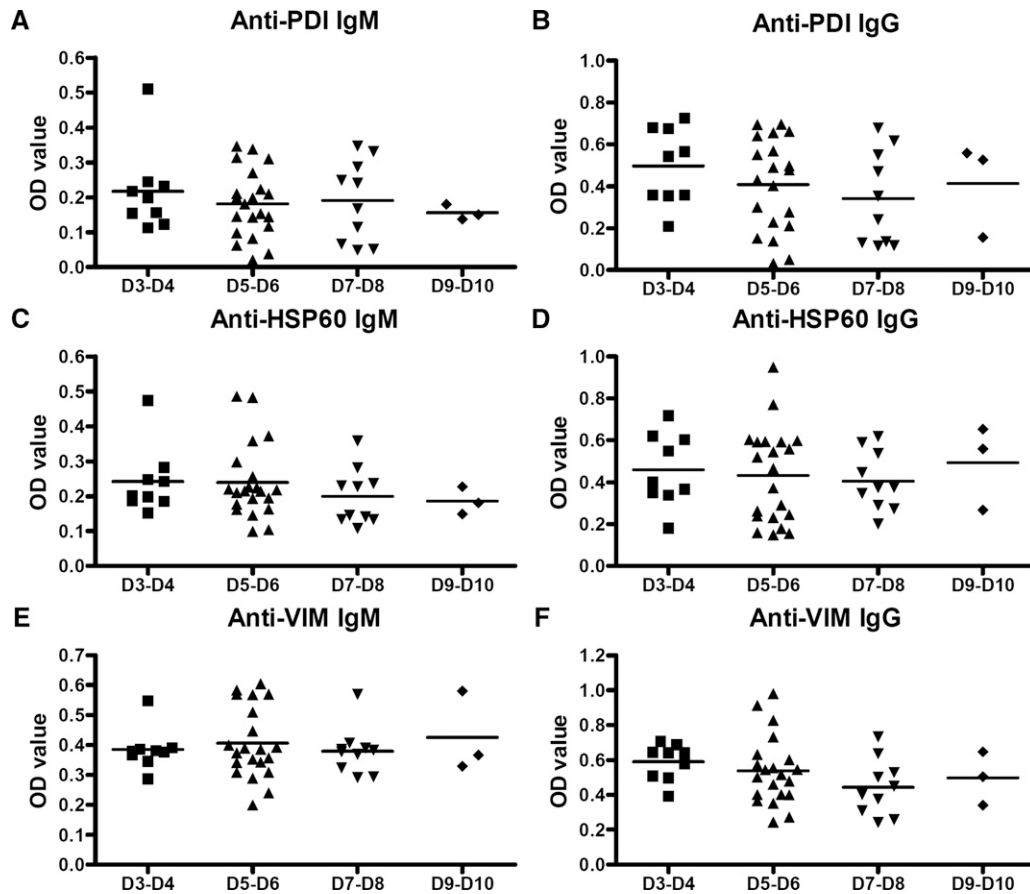 A Anti-PDI IgM
OD value
0.6
0.5
0.4
0.3
0.2
0.1
0.0
D3-D4 D5-D6 D7-D8 D9-D10
B Anti-PDI IgG
OD value
1.0
0.8
0.6
0.4
0.2
0.0
D3-D4 D5-D6 D7-D8 D9-D10
C Anti-HSP60 IgM
OD value
0.6
0.5
0.4
0.3
0.2
0.1
0.0
D3-D4 D5-D6 D7-D8 D9-D10
D Anti-HSP60 IgG
OD value
1.0
0.8
0.6
0.4
0.2
0.0
D3-D4 D5-D6 D7-D8 D9-D10
E Anti-VIM IgM
OD value
0.7
0.6
0.5
0.4
0.3
0.2
0.1
0.0
D3-D4 D5-D6 D7-D8 D9-D10
F Anti-VIM IgG
OD value
1.2
1.0
0.8
0.6
0.4
0.2
0.0
D3-D4 D5-D6 D7-D8 D9-D10